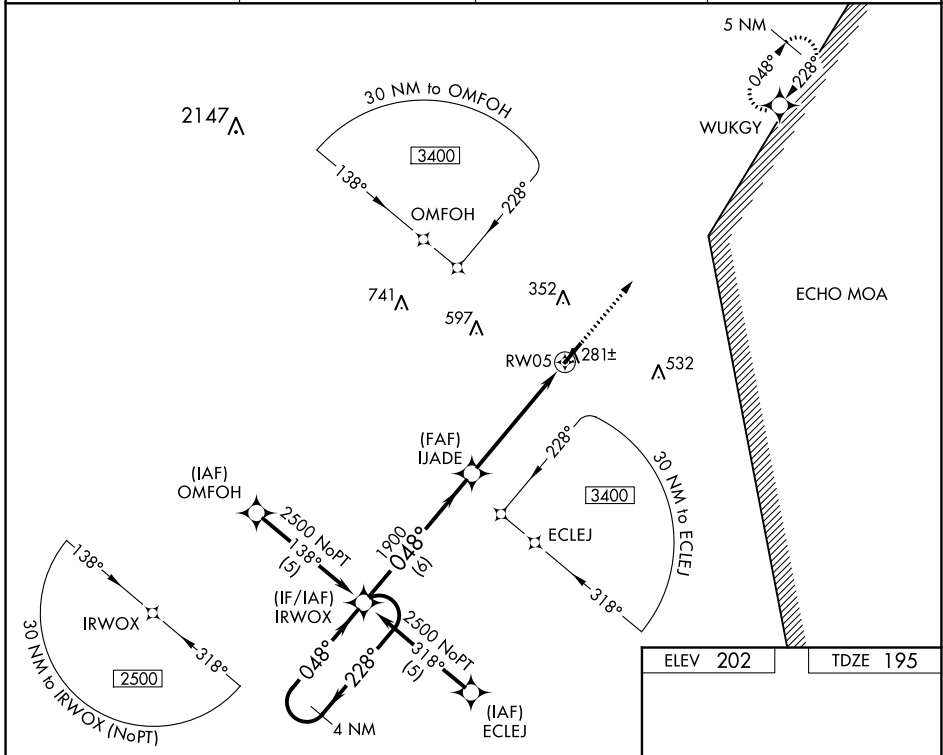 5 NM
048°
228°
WUKGY
2147
30 NM to OMFOH
3400
138°
228°
OMFOH
741
597
352
ECHO MOA
RW05
281±
532
(FAF)
IJADE
228°
30 NM to ECLEJ
3400
ECLEJ
318°
(IAF)
OMFOH
2500 NoPT
138°
(5)
1900
048°
(6)
138°
IRWOX
318°
2500
30 NM to IRWOX (NoPT)
(IF/IAF)
IRWOX
2500 NoPT
318°
(5)
048°
228°
4 NM
(IAF)
ECLEJ
ELEV 202
TDZE 195